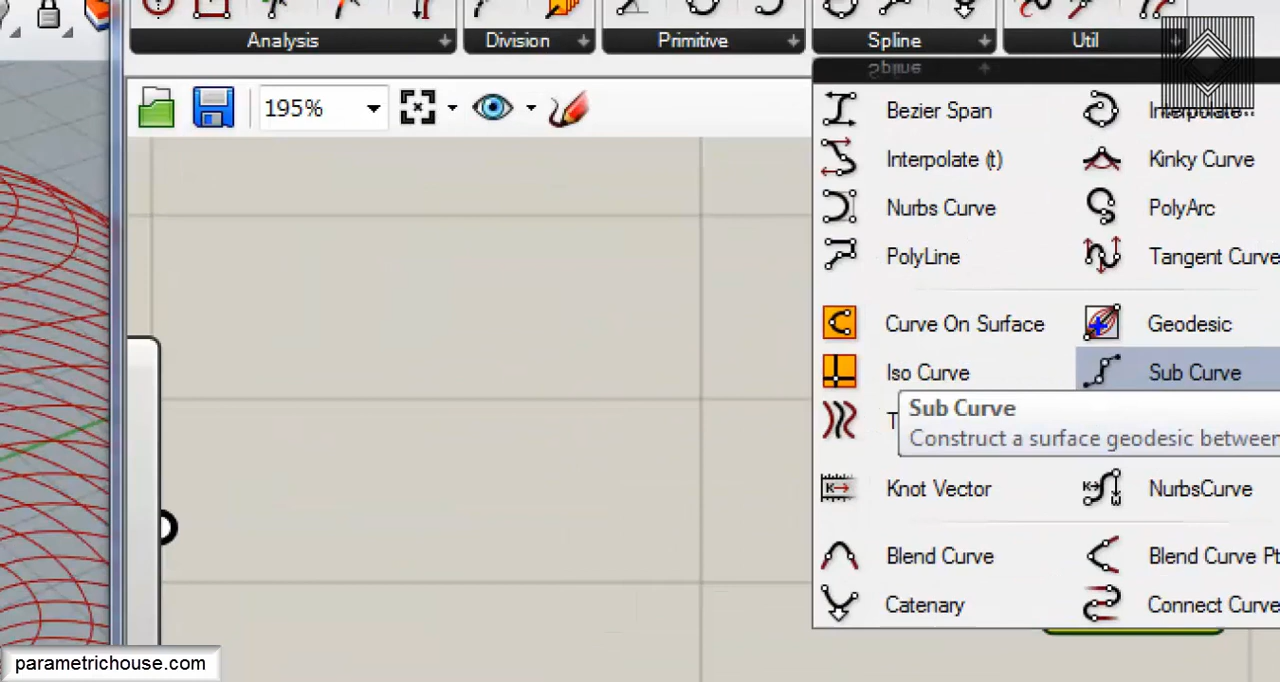 Analysis
Division
Primitive
Spline
Util
Spline
195%
Bezier Span
Interpolate...
Interpolate (t)
Kinky Curve
Nurbs Curve
PolyArc
PolyLine
Tangent Curve
Curve On Surface
Geodesic
Iso Curve
Sub Curve
T
Sub Curve
Construct a surface geodesic between
Knot Vector
NurbsCurve
Blend Curve
Blend Curve Pt
Catenary
Connect Curve
parametrichouse.com